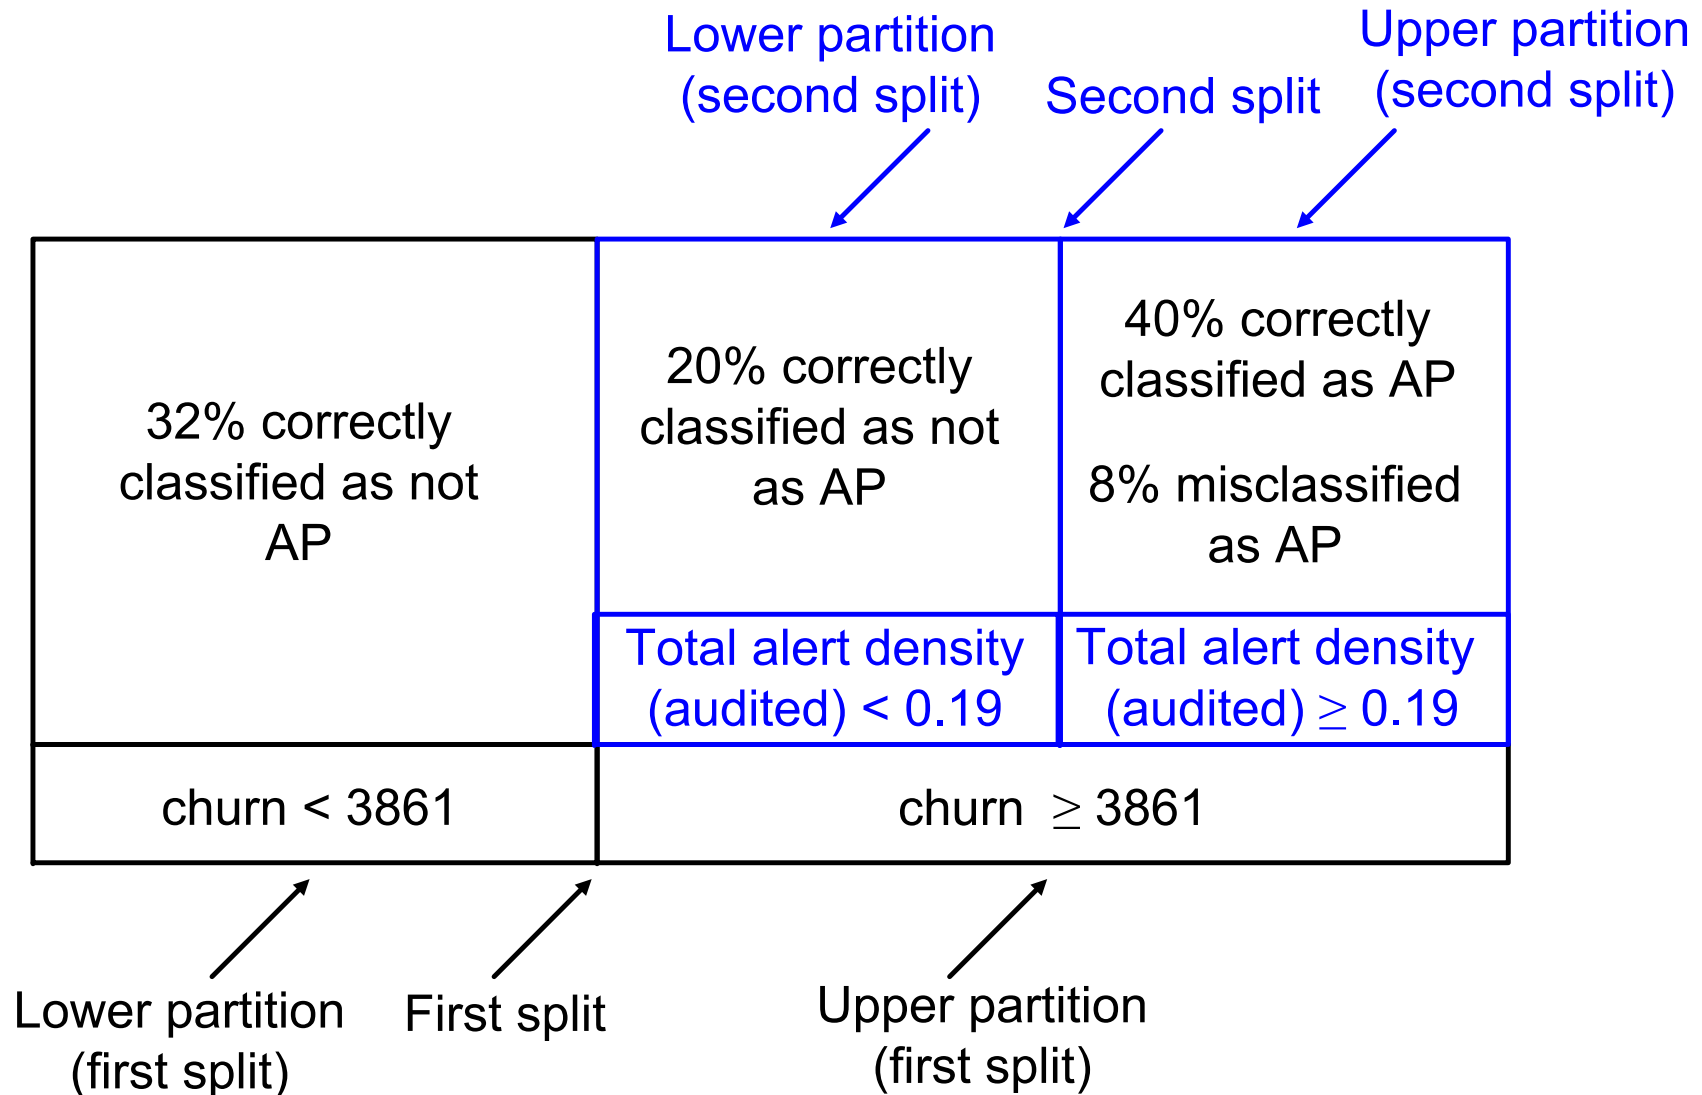 Lower partition
(second split)
Second split
Upper partition
(second split)
32% correctly
classified as not
AP
20% correctly
classified as not
as AP
40% correctly
classified as AP
8% misclassified
as AP
Total alert density
(audited) < 0.19
Total alert density
(audited) ≥ 0.19
churn < 3861
churn ≥ 3861
Lower partition
(first split)
First split
Upper partition
(first split)